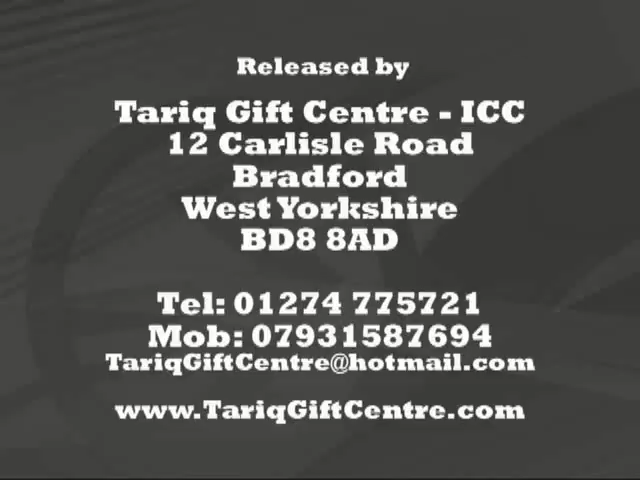 Released by
Tariq Gift Centre - ICC
12 Carlisle Road
Bradford
West Yorkshire
BD8 8AD
Tel: 01274 775721
Mob: 07931587694
TariqGiftCentre@hotmail.com
www.TariqGiftCentre.com